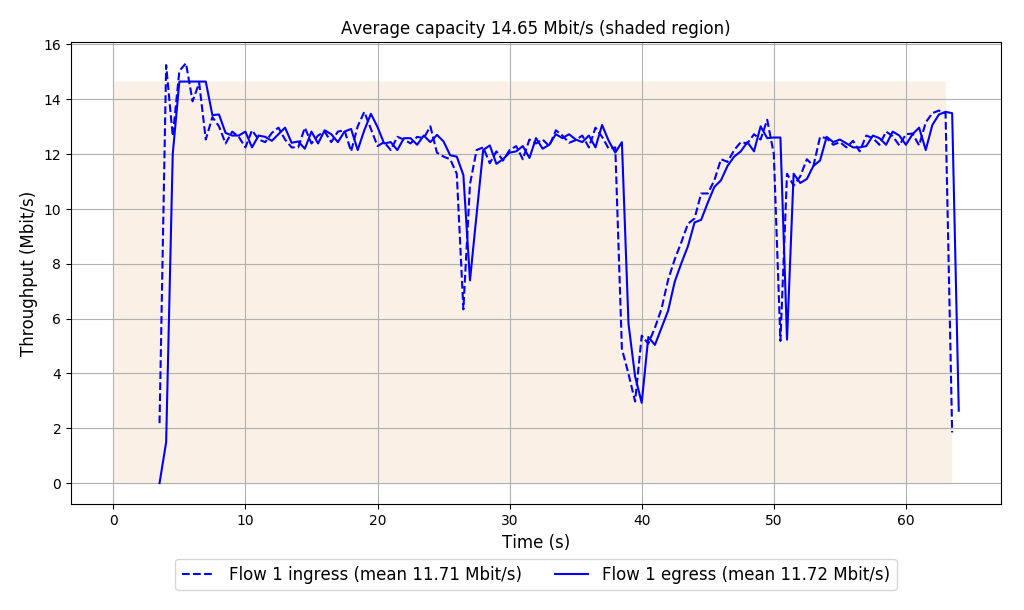 Average capacity 14.65 Mbit/s (shaded region)
16
14
12
10
8
6
4
2
0
Throughput (Mbit/s)
0 10 20 30 40 50 60
Time (s)
Flow 1 ingress (mean 11.71 Mbit/s) Flow 1 egress (mean 11.72 Mbit/s)